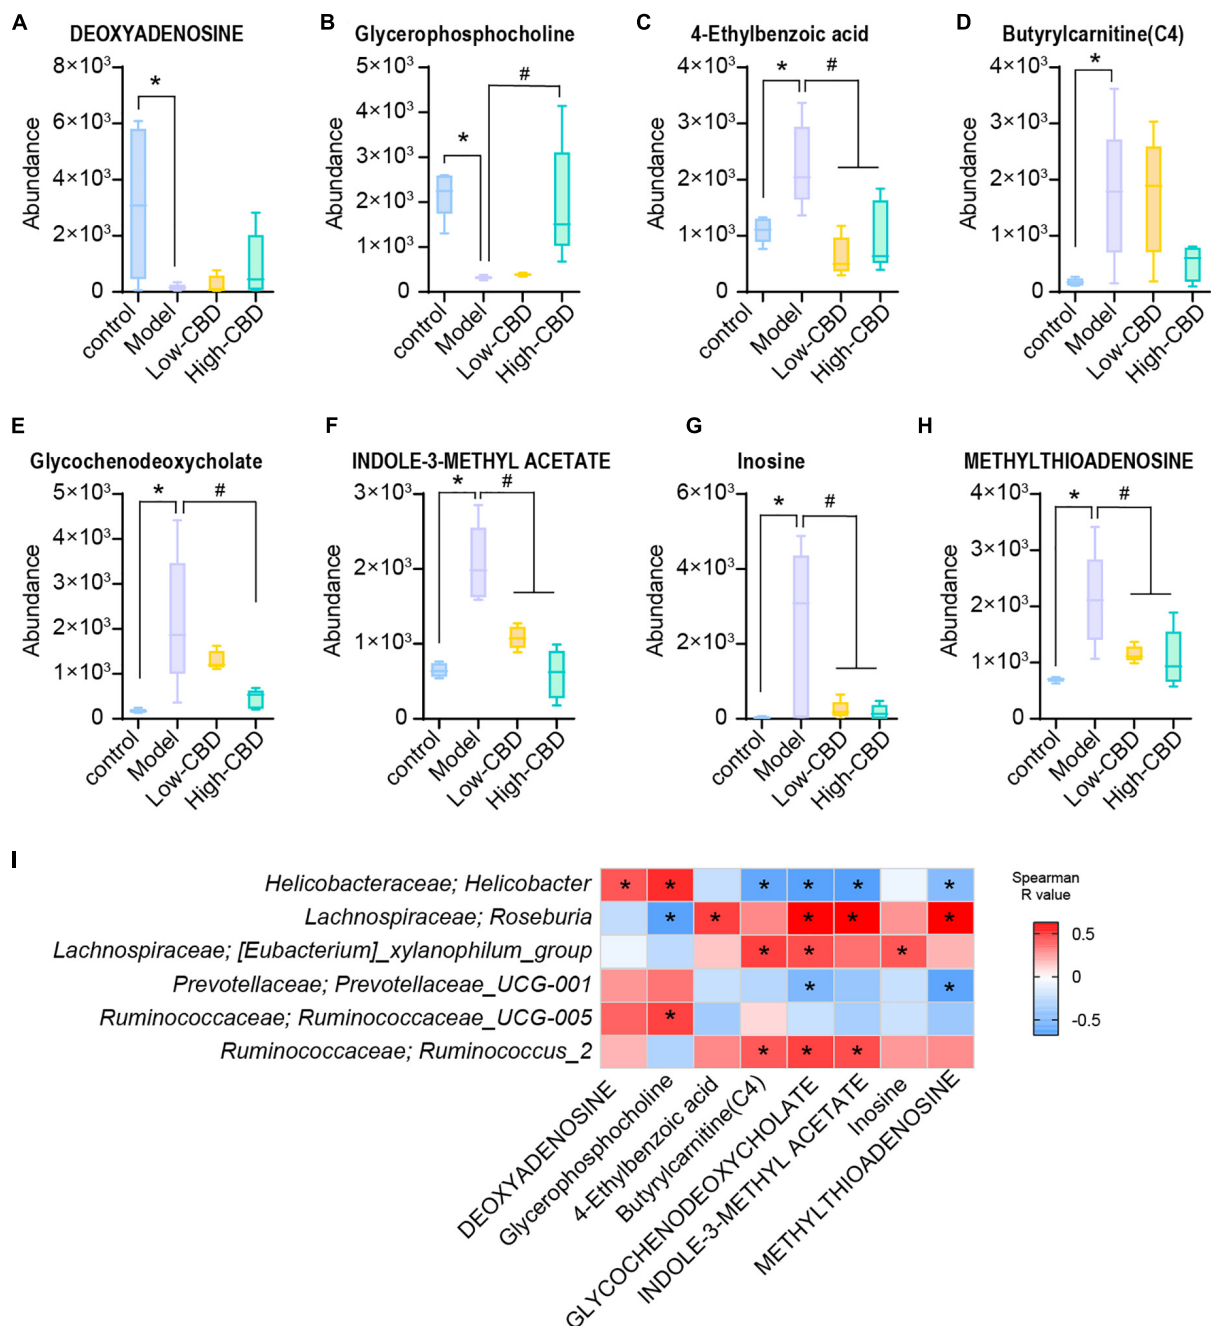 A DEOXYADENOSINE
8×10³
6×10³
4×10³
2×10³
0
Abundance
*
control
Model
Low-CBD
High-CBD
B Glycerophosphocholine
5×10³
4×10³
3×10³
2×10³
1×10³
0
Abundance
*
#
control
Model
Low-CBD
High-CBD
C 4-Ethylbenzoic acid
4×10³
3×10³
2×10³
1×10³
0
Abundance
* #
control
Model
Low-CBD
High-CBD
D Butyrylcarnitine(C4)
4×10³
3×10³
2×10³
1×10³
0
Abundance
*
control
Model
Low-CBD
High-CBD
E Glycochenodeoxycholate
5×10³
4×10³
3×10³
2×10³
1×10³
0
Abundance
* #
control
Model
Low-CBD
High-CBD
F INDOLE-3-METHYL ACETATE
3×10³
2×10³
1×10³
0
Abundance
* #
control
Model
Low-CBD
High-CBD
G Inosine
6×10³
4×10³
2×10³
0
Abundance
* #
control
Model
Low-CBD
High-CBD
H METHYLTHIOADENOSINE
4×10³
3×10³
2×10³
1×10³
0
Abundance
* #
control
Model
Low-CBD
High-CBD
I
Helicobacteraceae; Helicobacter * * * * * *
Lachnospiraceae; Roseburia * * * * *
Lachnospiraceae; [Eubacterium]_xylanophilum_group * * *
Prevotellaceae; Prevotellaceae_UCG-001 * *
Ruminococcaceae; Ruminococcaceae_UCG-005 *
Ruminococcaceae; Ruminococcus_2 * * *
DEOXYADENOSINE
Glycerophosphocholine
4-Ethylbenzoic acid
Butyrylcarnitine(C4)
GLYCOCHENODEOXYCHOLATE
INDOLE-3-METHYL ACETATE
Inosine
METHYLTHIOADENOSINE
Spearman
R value
0.5
0
-0.5